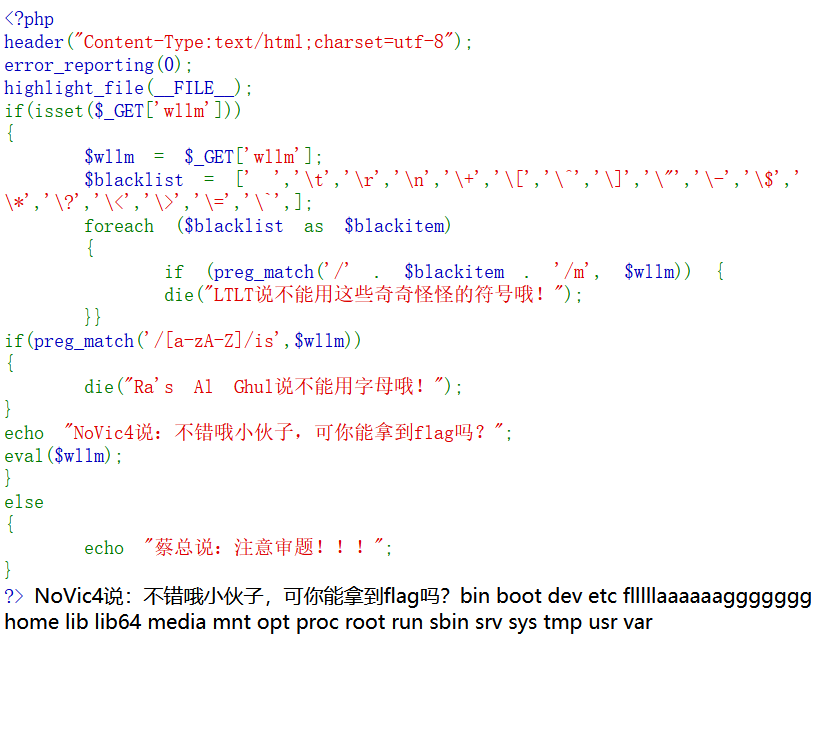 <?php
header("Content-Type:text/html;charset=utf-8");
error_reporting(0);
highlight_file(__FILE__);
if(isset($_GET['wllm']))
{
        $wllm = $_GET['wllm'];
        $blacklist = [' ','\t','\r','\n','\+','\[','\^','\]','\"','\-','\$','
\*','\?','\<','\>','\=','\`',];
        foreach ($blacklist as $blackitem)
        {
                if (preg_match('/' . $blackitem . '/m', $wllm)) {
                die("LTLT说不能用这些奇奇怪怪的符号哦！");
        }}
if(preg_match('/[a-zA-Z]/is',$wllm))
{
        die("Ra's Al Ghul说不能用字母哦！");
}
echo "NoVic4说：不错哦小伙子，可你能拿到flag吗？";
eval($wllm);
}
else
{
        echo "蔡总说：注意审题！！！";
}
?> NoVic4说：不错哦小伙子，可你能拿到flag吗？bin boot dev etc flllllaaaaaaggggggg
home lib lib64 media mnt opt proc root run sbin srv sys tmp usr var